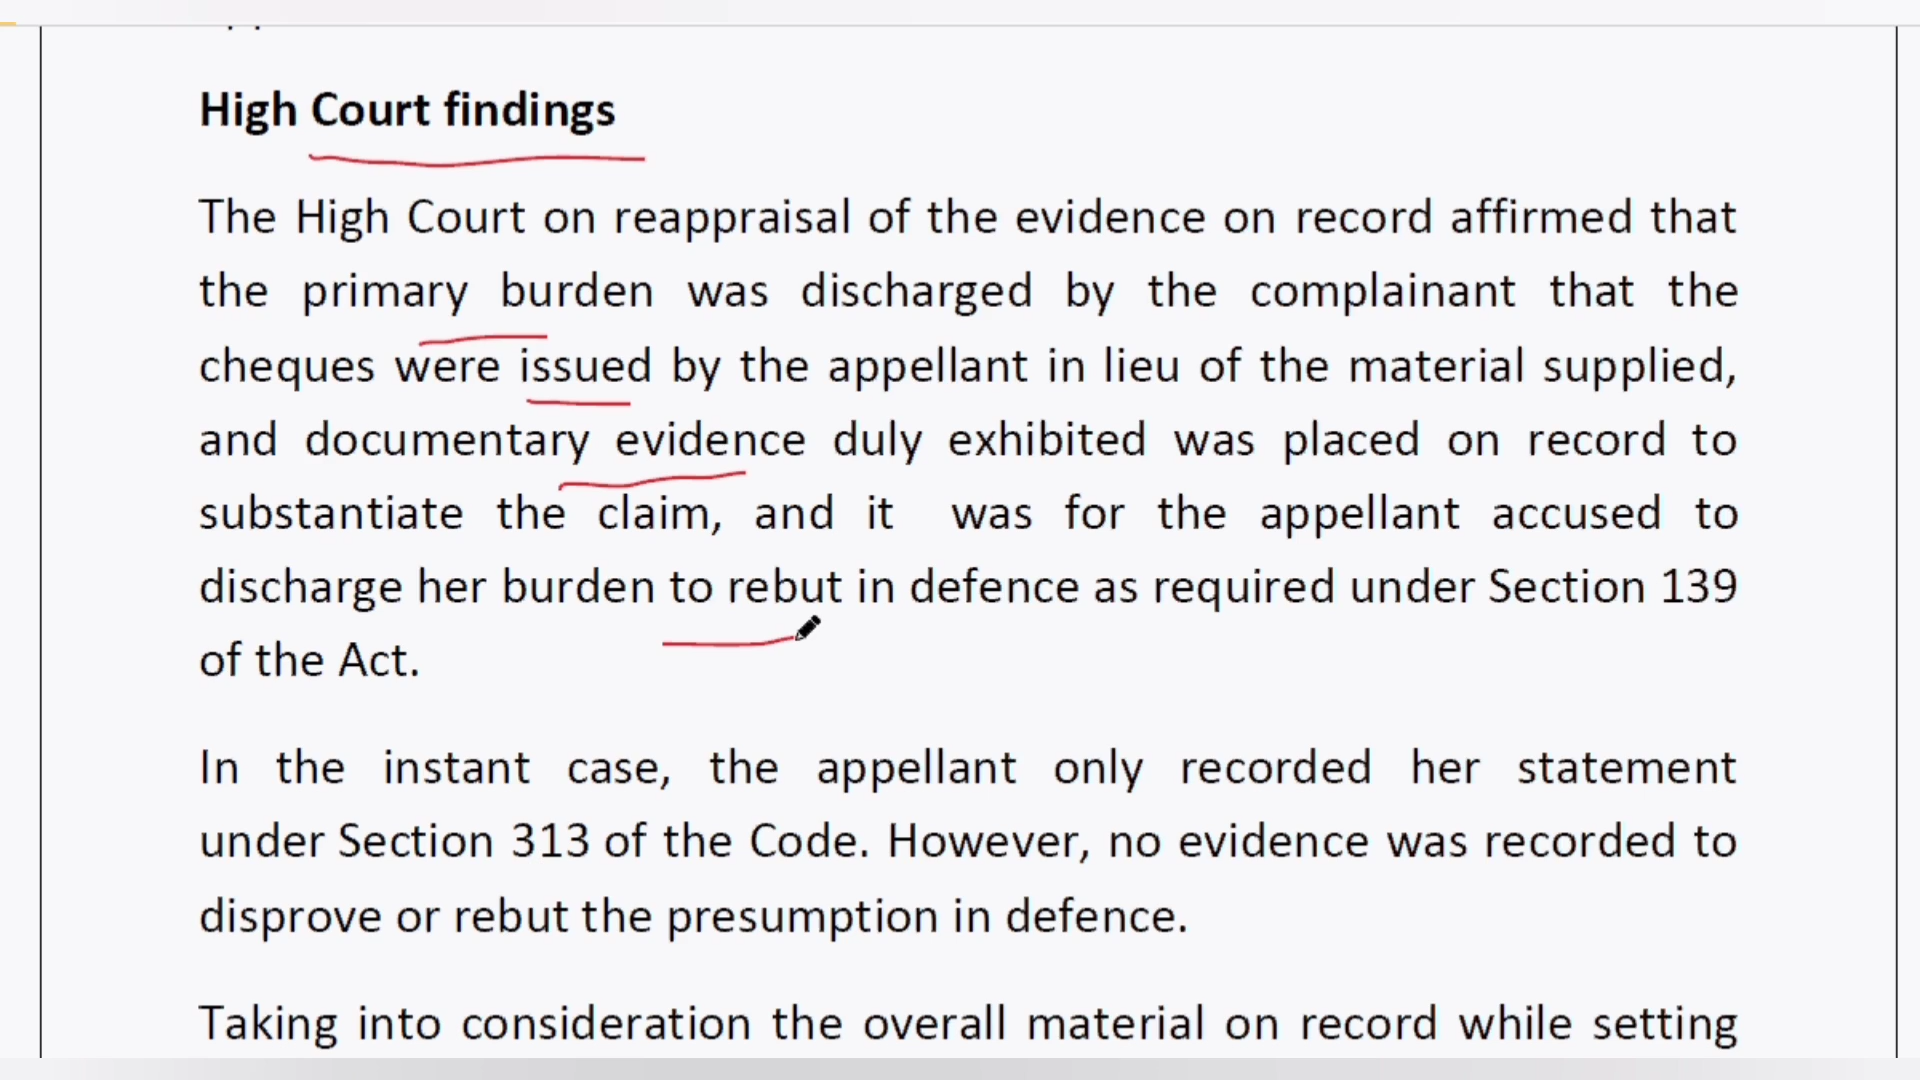 High Court findings
The High Court on reappraisal of the evidence on record affirmed that
the primary burden was discharged by the complainant that the
cheques were issued by the appellant in lieu of the material supplied,
and documentary evidence duly exhibited was placed on record to
substantiate the claim, and it was for the appellant accused to
discharge her burden to rebut in defence as required under Section 139
of the Act.
In the instant case, the appellant only recorded her statement
under Section 313 of the Code. However, no evidence was recorded to
disprove or rebut the presumption in defence.
Taking into consideration the overall material on record while setting